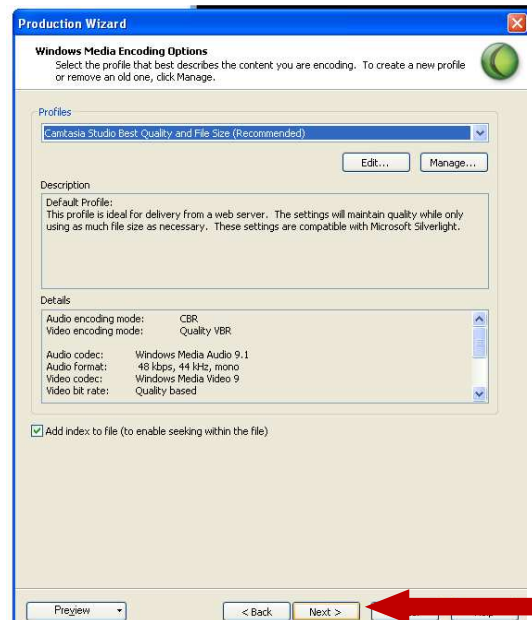 Production Wizard
Windows Media Encoding Options
Select the profile that best describes the content you are encoding. To create a new profile
or remove an old one, click Manage.
Profiles
Camtasia Studio Best Quality and File Size (Recommended)
Edit... Manage...
Description
Default Profile:
This profile is ideal for delivery from a web server. The settings will maintain quality while only
using as much file size as necessary. These settings are compatible with Microsoft Silverlight.
Details
Audio encoding mode: CBR
Video encoding mode: Quality VBR
Audio codec: Windows Media Audio 9.1
Audio format: 48 kbps, 44 kHz, mono
Video codec: Windows Media Video 9
Video bit rate: Quality based
Add index to file (to enable seeking within the file)
Preview < Back Next >